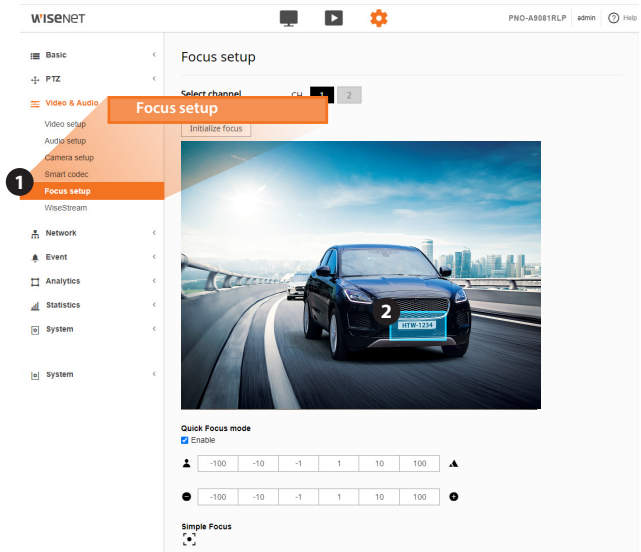 WISENET PNO-A9081RLP admin ? Help
Basic
PTZ
Video & Audio
Video setup
Audio setup
Camera setup
Smart codec
Focus setup
WiseStream
Network
Event
Analytics
Statistics
System
System
1
Focus setup
Focus setup
Select channel CH 1 2
Initialize focus
2
HTW-1234
Quick Focus mode
Enable
-100 -10 -1 1 10 100
-100 -10 -1 1 10 100
Simple Focus